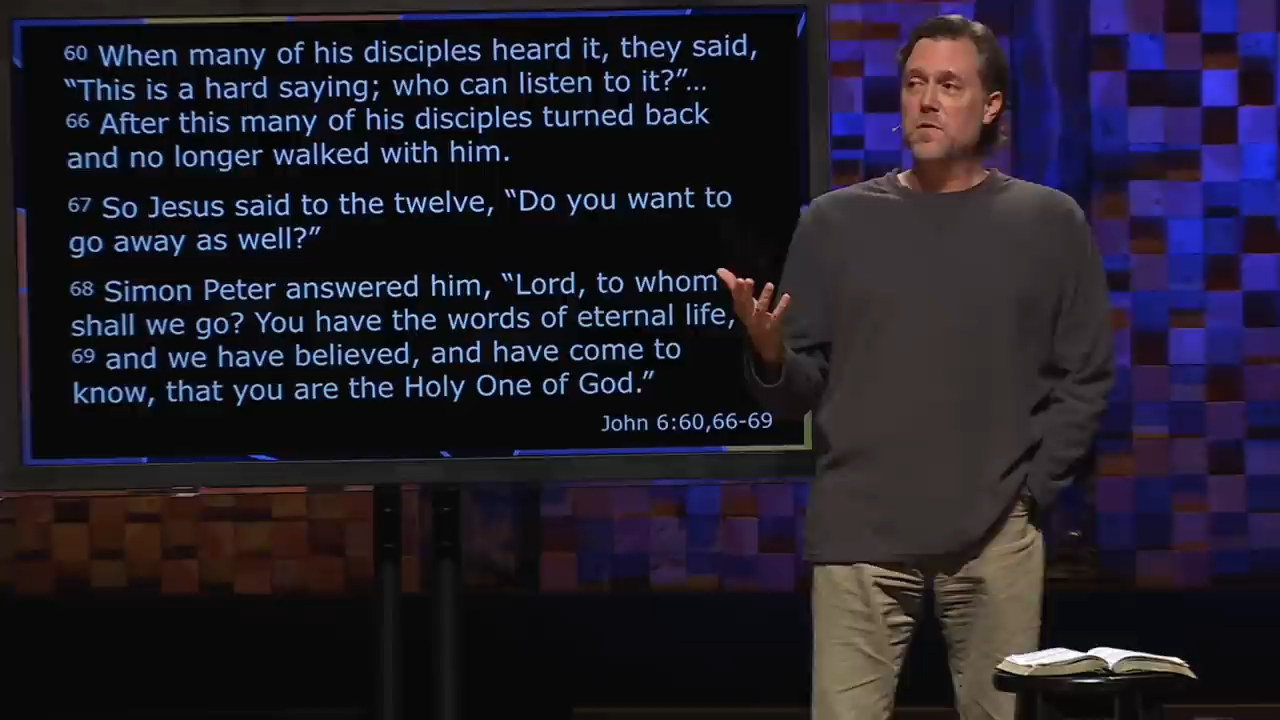 60 When many of his disciples heard it, they said,
“This is a hard saying; who can listen to it?”...
66 After this many of his disciples turned back
and no longer walked with him.
67 So Jesus said to the twelve, “Do you want to
go away as well?”
68 Simon Peter answered him, “Lord, to whom
shall we go? You have the words of eternal life,
69 and we have believed, and have come to
know, that you are the Holy One of God.”
John 6:60,66-69